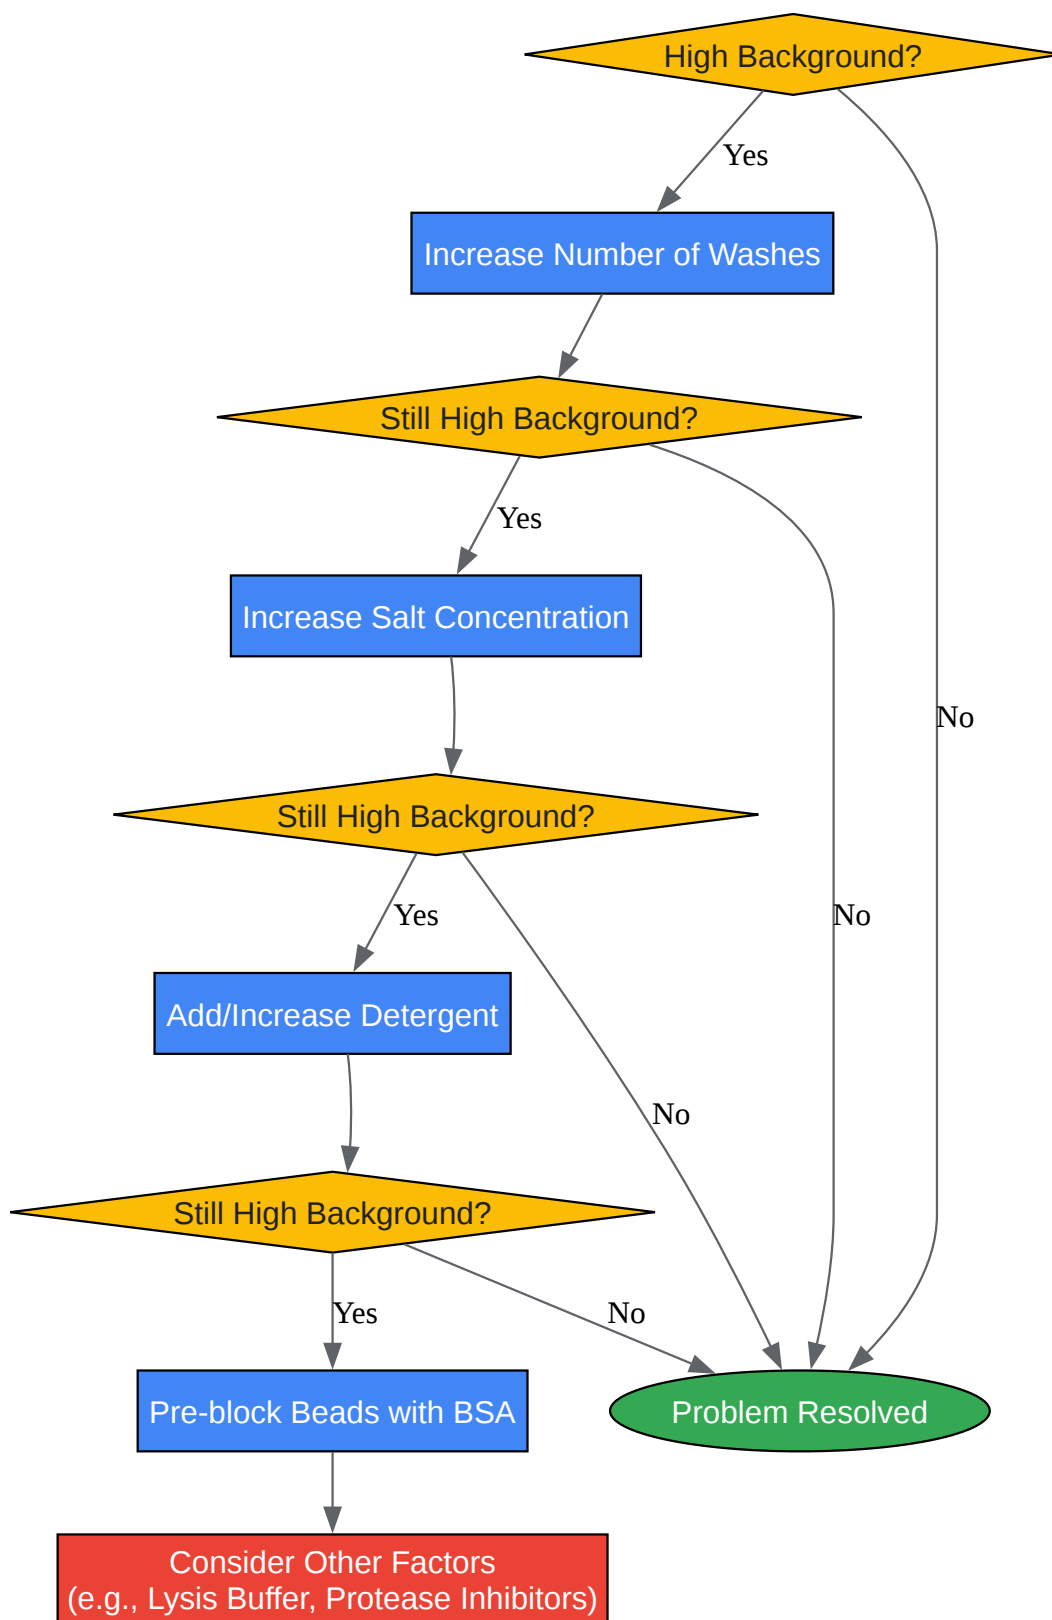 High Background?
Yes
Increase Number of Washes
Still High Background?
Yes
Increase Salt Concentration
No
Still High Background?
Yes
No
Add/Increase Detergent
No
Still High Background?
Yes
No
Pre-block Beads with BSA
Problem Resolved
Consider Other Factors
(e.g., Lysis Buffer, Protease Inhibitors)